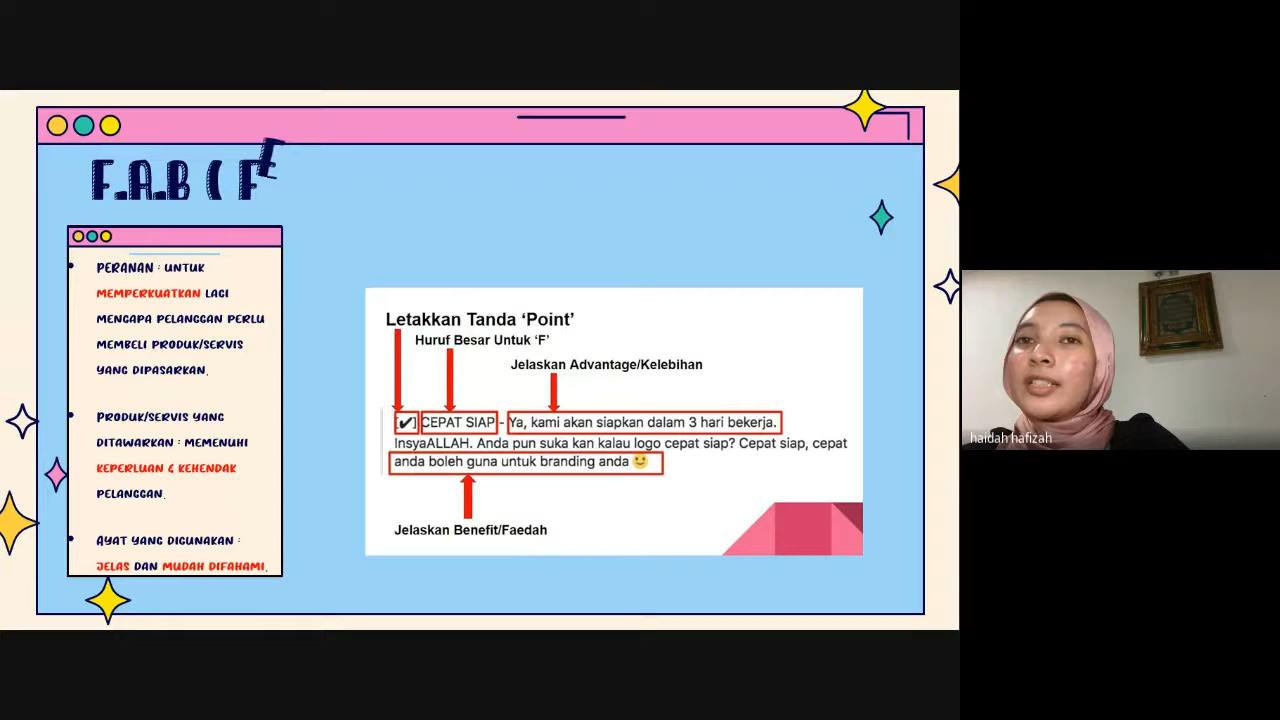 F.A.B ( F E
PERANAN : UNTUK
MEMPERKUATKAN LAGI
MENGAPA PELANGGAN PERLU
MEMBELI PRODUK/SERVIS
YANG DIPASARKAN.
PRODUK/SERVIS YANG
DITAWARKAN : MEMENUHI
KEPERLUAN & KEHENDAK
PELANGGAN.
AYAT YANG DIGUNAKAN :
JELAS DAN MUDAH DIFAHAMI.
Letakkan Tanda ‘Point’
Huruf Besar Untuk ‘F’
Jelaskan Advantage/Kelebihan
[✔] CEPAT SIAP - Ya, kami akan siapkan dalam 3 hari bekerja.
InsyaALLAH. Anda pun suka kan kalau logo cepat siap? Cepat siap, cepat
anda boleh guna untuk branding anda 😉
Jelaskan Benefit/Faedah
haidah hafizah